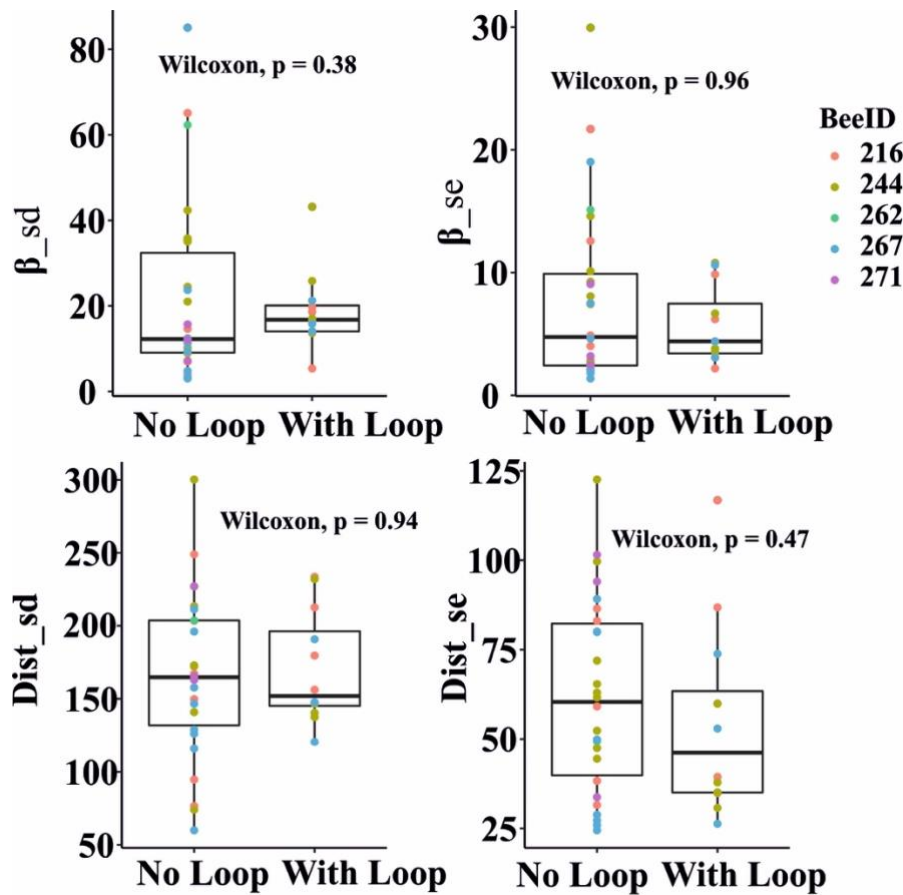 80
60
40
20
0
β_sd
Wilcoxon, p = 0.38
No Loop With Loop
30
20
10
0
β_se
Wilcoxon, p = 0.96
No Loop With Loop
BeeID
216
244
262
267
271
300
250
200
150
100
50
Dist_sd
Wilcoxon, p = 0.94
No Loop With Loop
125
100
75
50
25
Dist_se
Wilcoxon, p = 0.47
No Loop With Loop